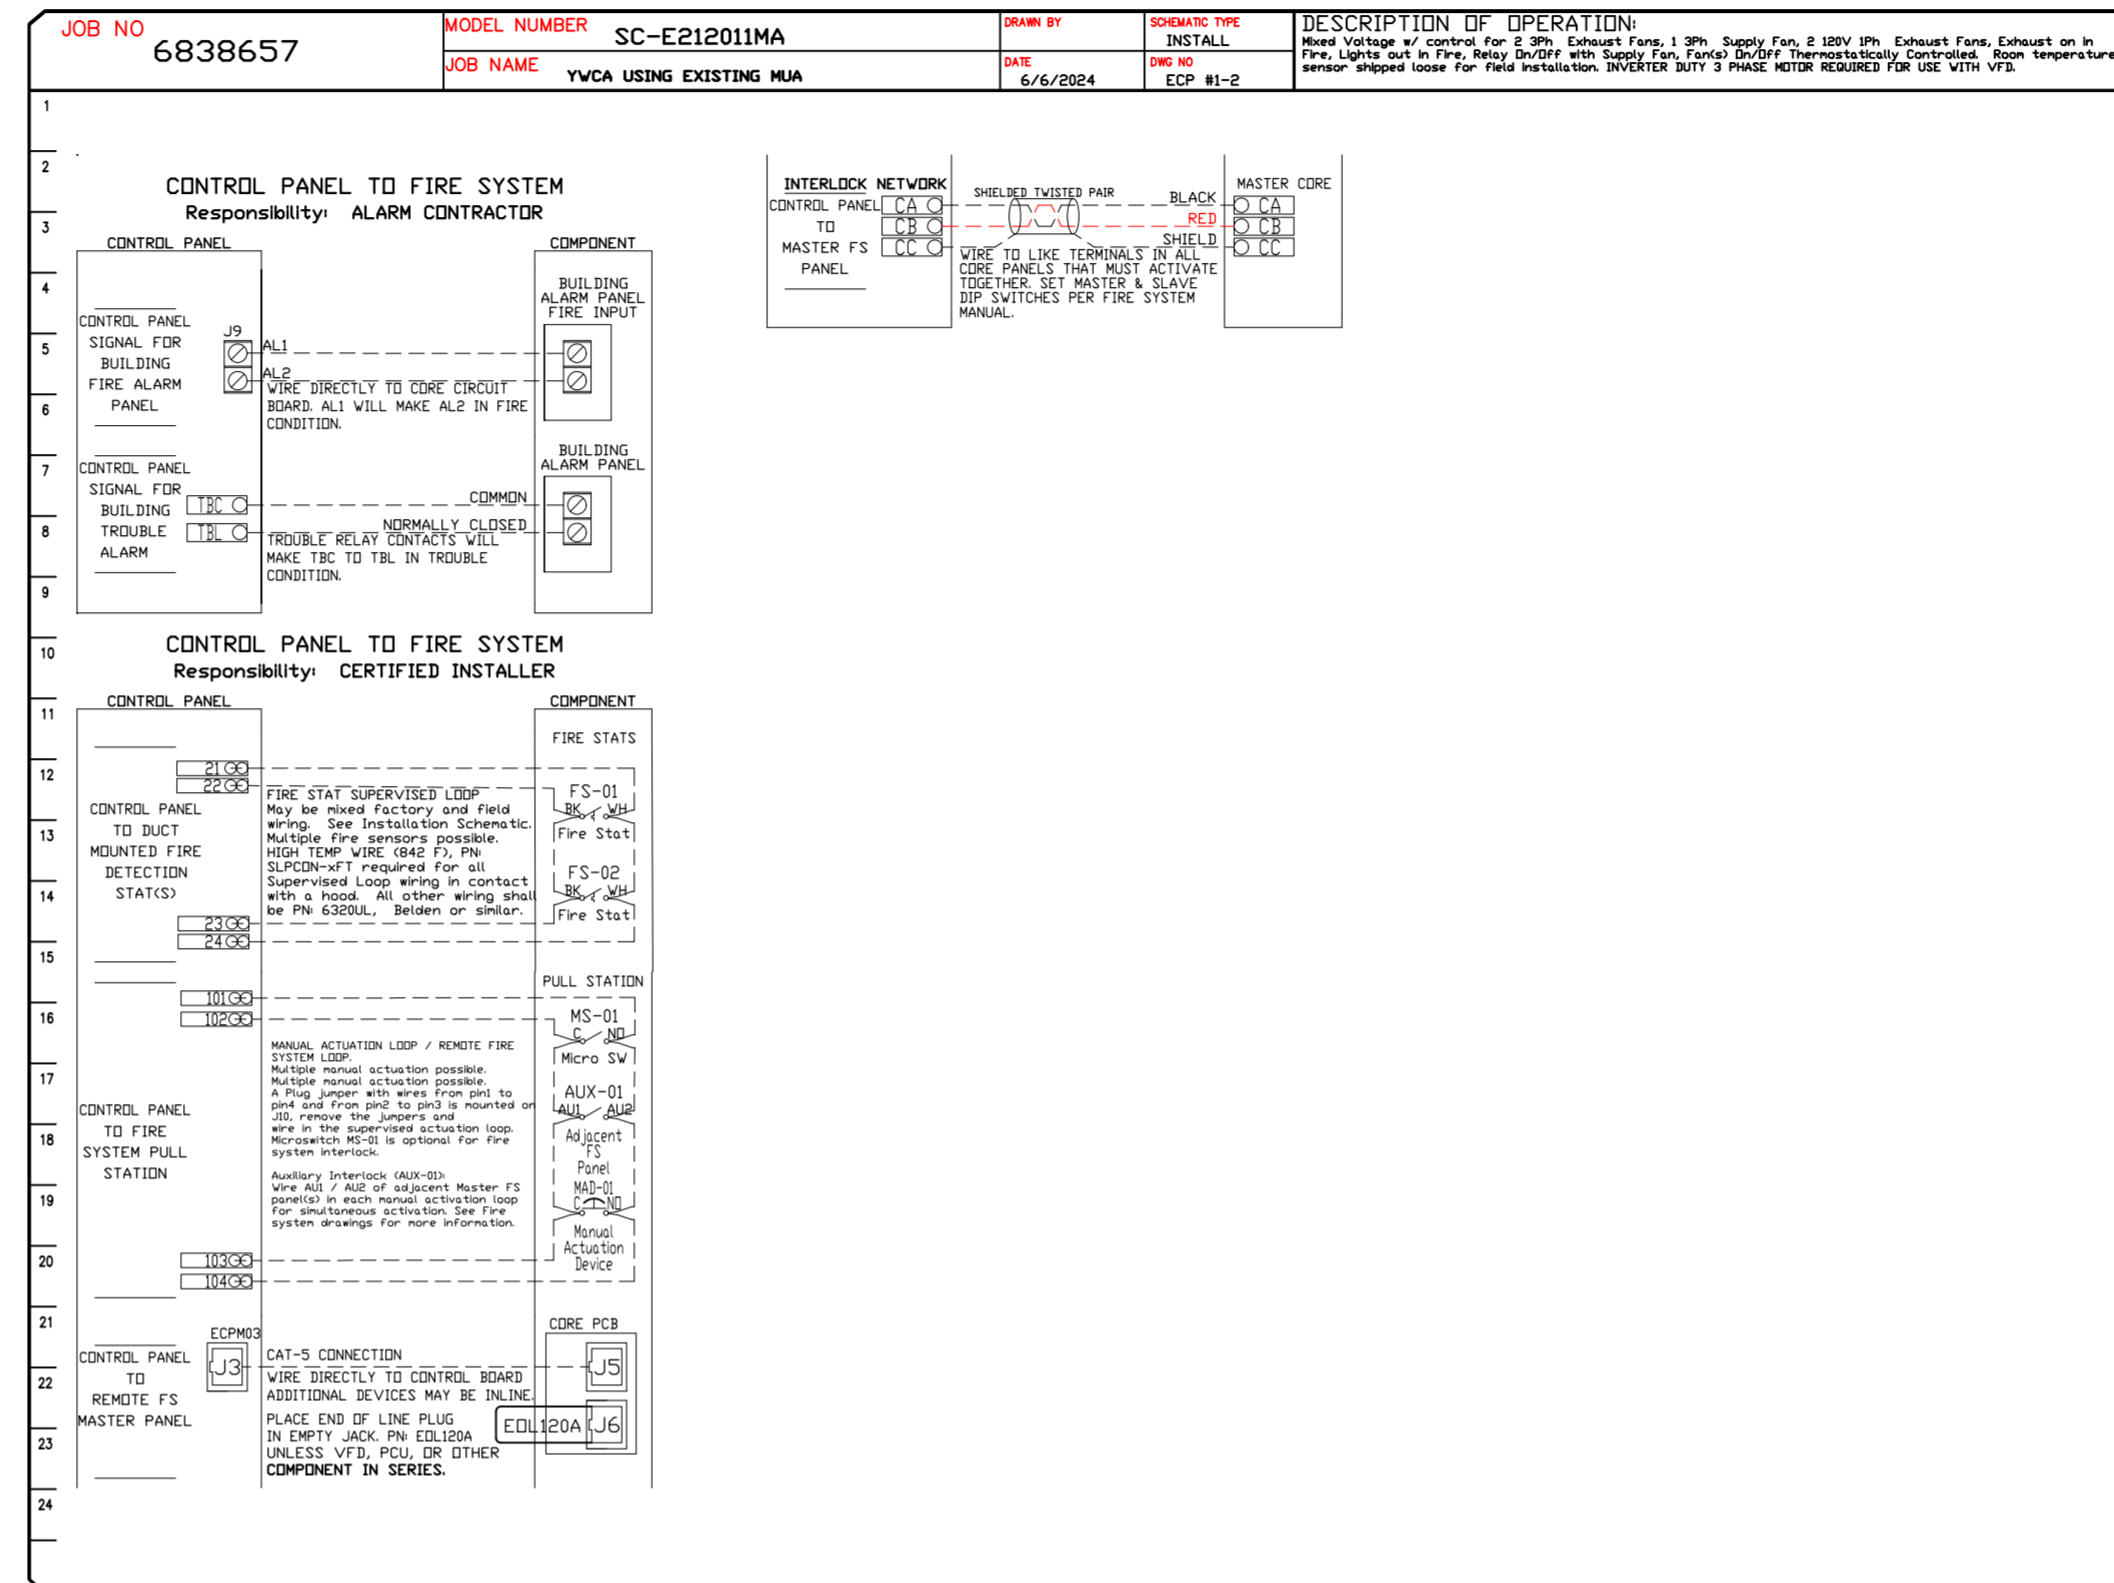 JOB NO
6838657
MODEL NUMBER
SC-E212011MA
JOB NAME
YWCA USING EXISTING MUA
DRAWN BY
DATE
6/6/2024
SCHEMATIC TYPE
INSTALL
DWG NO
ECP #1-2
DESCRIPTION OF OPERATION:
Mixed Voltage w/ control for 2 3Ph Exhaust Fans, 1 3Ph Supply Fan, 2 120V 1Ph Exhaust Fans, Exhaust on in
Fire, Lights out in Fire, Relay On/Off with Supply Fan, Fan(s) On/Off Thermostatically Controlled. Room temperature
sensor shipped loose for field installation. INVERTER DUTY 3 PHASE MOTOR REQUIRED FOR USE WITH VFD.
1
2
3
4
5
6
7
8
9
10
11
12
13
14
15
16
17
18
19
20
21
22
23
24
CONTROL PANEL TO FIRE SYSTEM
Responsibility: ALARM CONTRACTOR
CONTROL PANEL
COMPONENT
CONTROL PANEL
SIGNAL FOR
BUILDING
FIRE ALARM
PANEL
J9
AL1
AL2
WIRE DIRECTLY TO CORE CIRCUIT
BOARD. AL1 WILL MAKE AL2 IN FIRE
CONDITION.
BUILDING
ALARM PANEL
FIRE INPUT
CONTROL PANEL
SIGNAL FOR
BUILDING
TROUBLE
ALARM
TBC
TBL
COMMON
NORMALLY CLOSED
TROUBLE RELAY CONTACTS WILL
MAKE TBC TO TBL IN TROUBLE
CONDITION.
BUILDING
ALARM PANEL
INTERLOCK NETWORK
CONTROL PANEL
TO
MASTER FS
PANEL
CA
CB
CC
SHIELDED TWISTED PAIR
BLACK
RED
SHIELD
WIRE TO LIKE TERMINALS IN ALL
CORE PANELS THAT MUST ACTIVATE
TOGETHER. SET MASTER & SLAVE
DIP SWITCHES PER FIRE SYSTEM
MANUAL.
MASTER CORE
CA
CB
CC
CONTROL PANEL TO FIRE SYSTEM
Responsibility: CERTIFIED INSTALLER
CONTROL PANEL
COMPONENT
FIRE STATS
21
22
CONTROL PANEL
TO DUCT
MOUNTED FIRE
DETECTION
STAT(S)
23
24
FIRE STAT SUPERVISED LOOP
May be mixed factory and field
wiring. See Installation Schematic.
Multiple fire sensors possible.
HIGH TEMP WIRE (842 F), PN:
SLPCON-xFT required for all
Supervised Loop wiring in contact
with a hood. All other wiring shall
be PN: 6320UL, Belden or similar.
FS-01
BK WH
Fire Stat
FS-02
BK WH
Fire Stat
PULL STATION
101
102
CONTROL PANEL
TO FIRE
SYSTEM PULL
STATION
103
104
MANUAL ACTUATION LOOP / REMOTE FIRE
SYSTEM LOOP.
Multiple manual actuation possible.
Multiple manual actuation possible.
A Plug jumper with wires from pin1 to
pin4 and from pin2 to pin3 is mounted on
J10, remove the jumpers and
wire in the supervised actuation loop.
Microswitch MS-01 is optional for fire
system interlock.
Auxiliary Interlock (AUX-01):
Wire AU1 / AU2 of adjacent Master FS
panel(s) in each manual activation loop
for simultaneous activation. See Fire
system drawings for more information.
MS-01
C NO
Micro SW
AUX-01
AU1 AU2
Adjacent
FS
Panel
MAD-01
C NO
Manual
Actuation
Device
ECPM03
J3
CONTROL PANEL
TO
REMOTE FS
MASTER PANEL
CAT-5 CONNECTION
WIRE DIRECTLY TO CONTROL BOARD
ADDITIONAL DEVICES MAY BE INLINE.
PLACE END OF LINE PLUG
IN EMPTY JACK. PN: EOL120A
UNLESS VFD, PCU, OR OTHER
COMPONENT IN SERIES.
CORE PCB
J5
EOL120A
J6